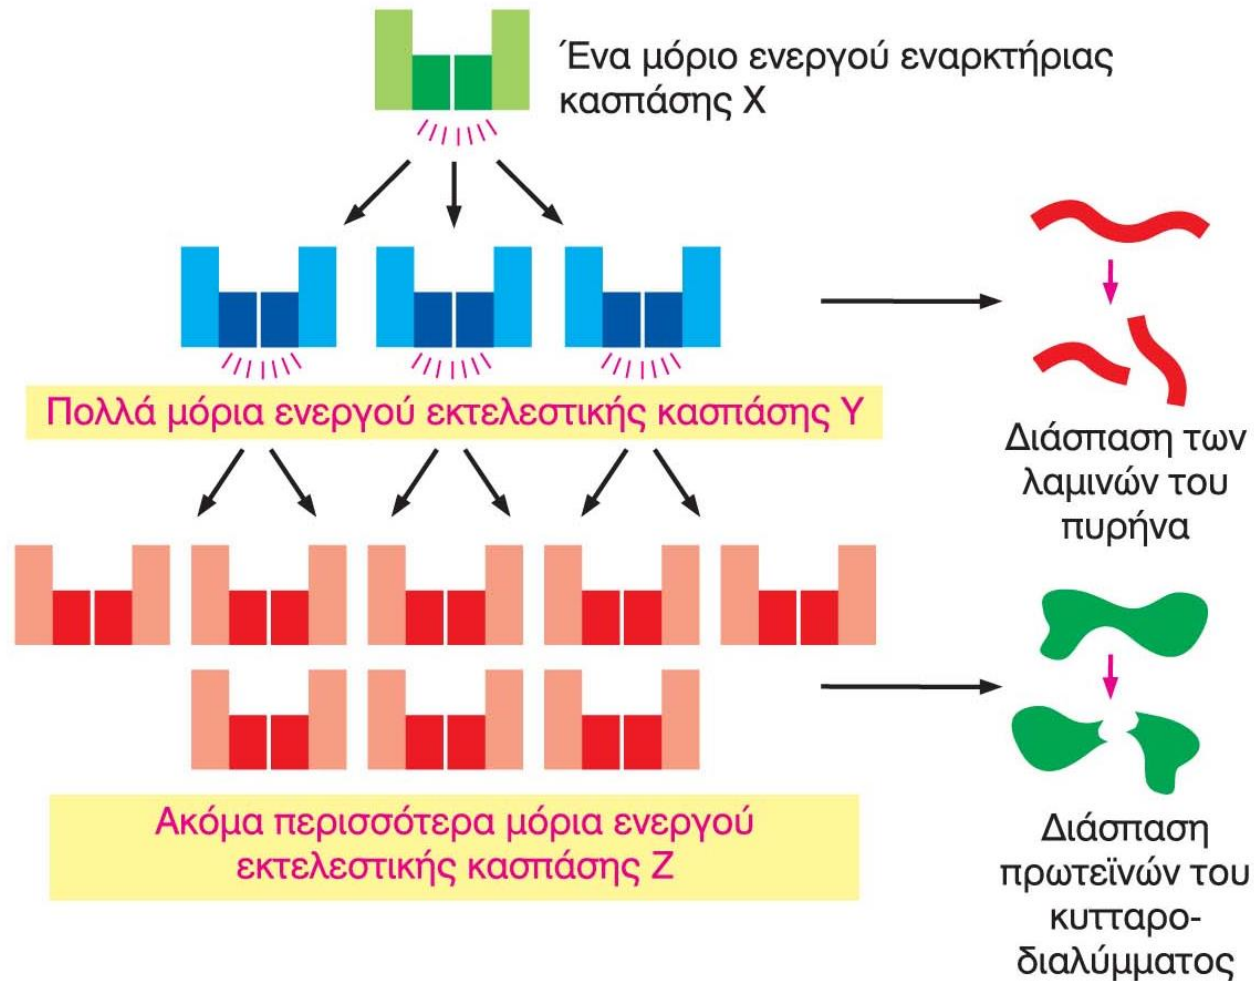 Ένα μόριο ενεργού εναρκτήριας
κασπάσης X
Πολλά μόρια ενεργού εκτελεστικής κασπάσης Y
Διάσπαση των
λαμινών του
πυρήνα
Ακόμα περισσότερα μόρια ενεργού
εκτελεστικής κασπάσης Z
Διάσπαση
πρωτεϊνών του
κυτταρο-
διαλύμματος